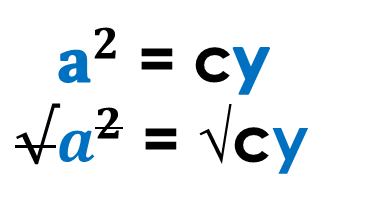 a² = cy
√a² = √cy